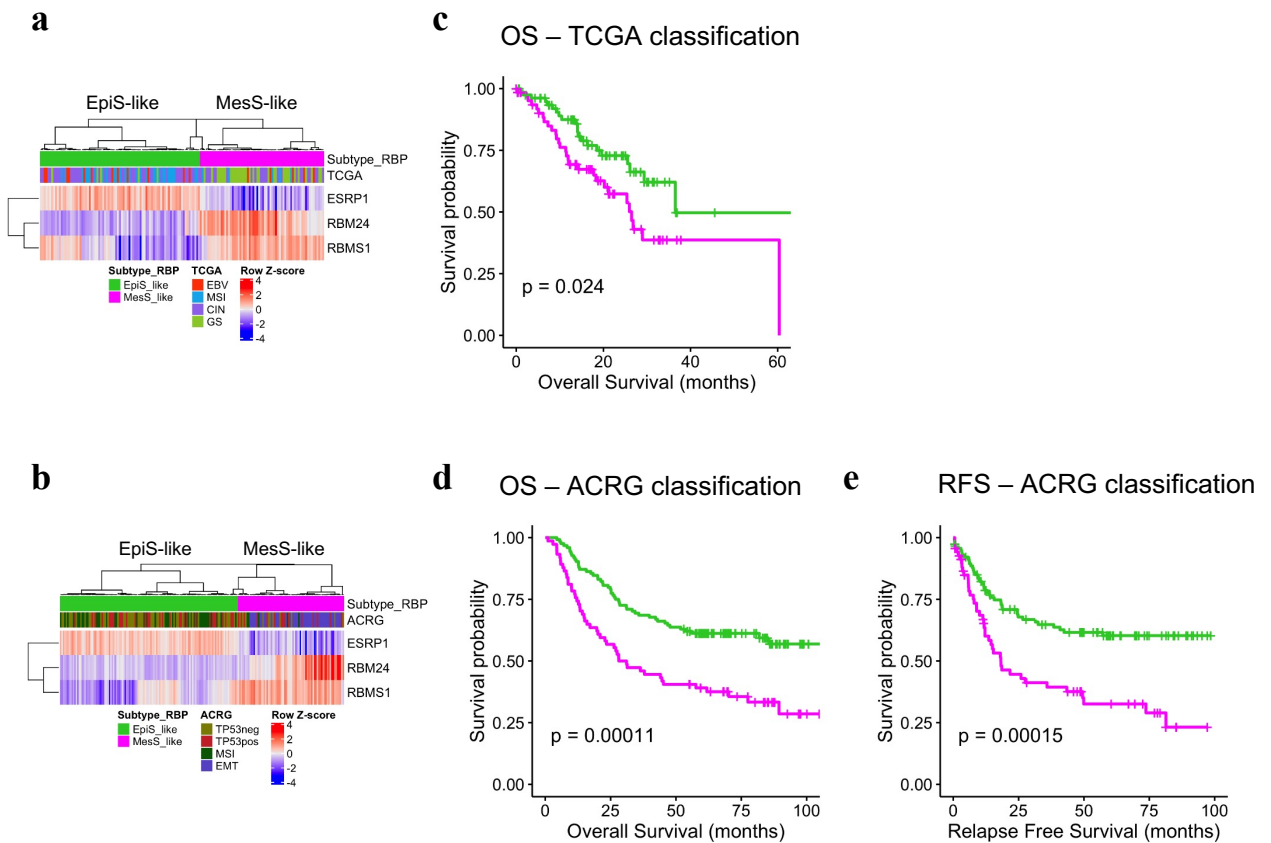 a
EpiS-like MesS-like
Subtype_RBP
TCGA
ESRP1
RBM24
RBMS1
Subtype_RBP TCGA Row Z-score
EpiS_like EBV 4
MesS_like MSI 2
CIN 0
GS -2
-4
c
OS – TCGA classification
Survival probability
1.00
0.75
0.50
0.25
0.00
p = 0.024
0 20 40 60
Overall Survival (months)
b
EpiS-like MesS-like
Subtype_RBP
ACRG
ESRP1
RBM24
RBMS1
Subtype_RBP ACRG Row Z-score
EpiS_like TP53neg 4
MesS_like TP53pos 2
MSI 0
EMT -2
-4
d
OS – ACRG classification
Survival probability
1.00
0.75
0.50
0.25
0.00
p = 0.00011
0 25 50 75 100
Overall Survival (months)
e
RFS – ACRG classification
Survival probability
1.00
0.75
0.50
0.25
0.00
p = 0.00015
0 25 50 75 100
Relapse Free Survival (months)